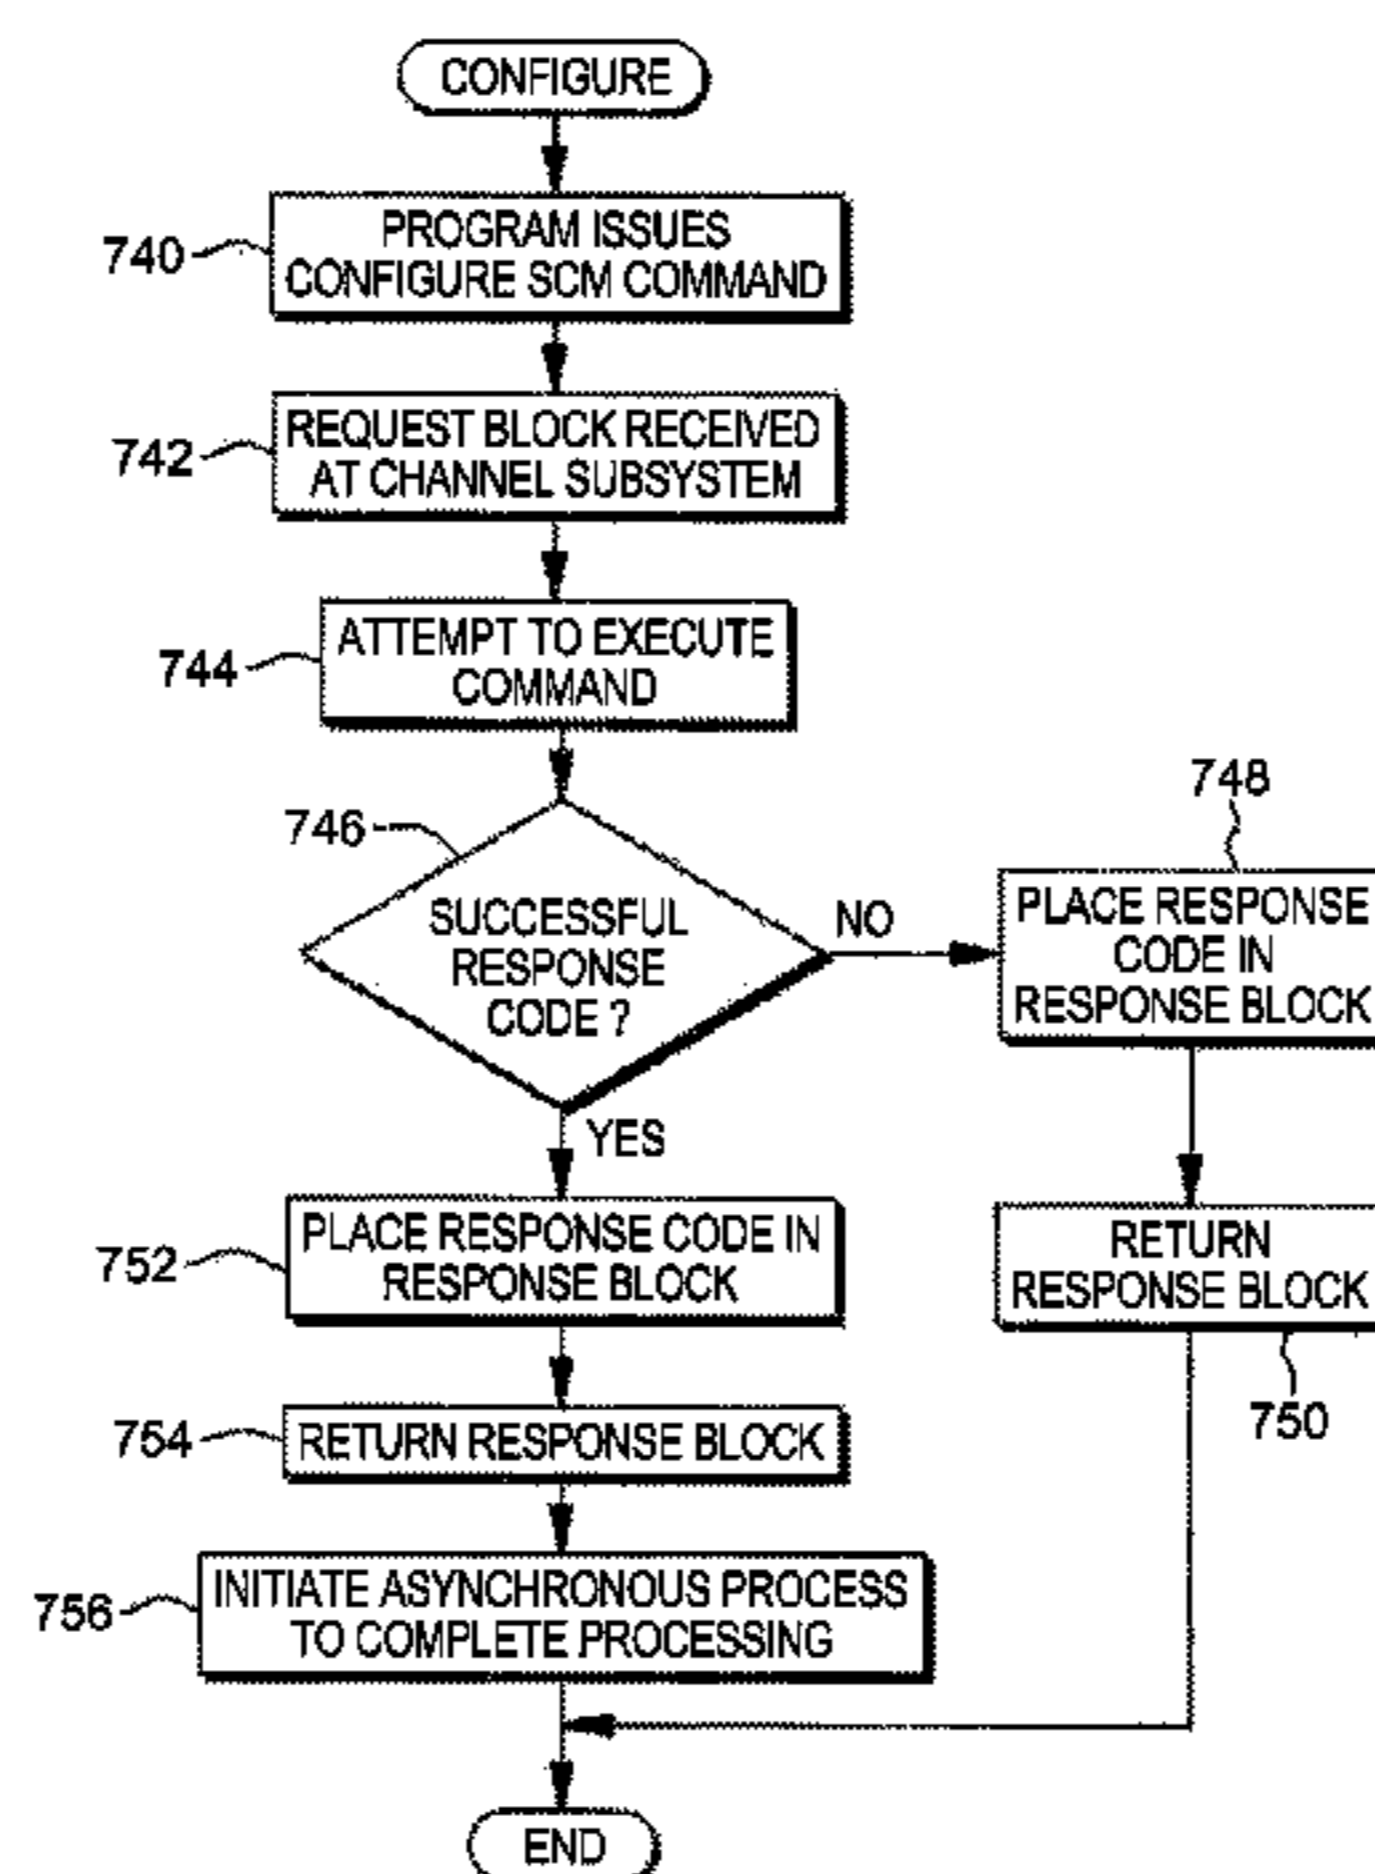 CONFIGURE
740
PROGRAM ISSUES
CONFIGURE SCM COMMAND
742
REQUEST BLOCK RECEIVED
AT CHANNEL SUBSYSTEM
744
ATTEMPT TO EXECUTE
COMMAND
746
SUCCESSFUL
RESPONSE
CODE ?
NO
748
PLACE RESPONSE
CODE IN
RESPONSE BLOCK
YES
752
PLACE RESPONSE CODE IN
RESPONSE BLOCK
RETURN
RESPONSE BLOCK
750
754
RETURN RESPONSE BLOCK
756
INITIATE ASYNCHRONOUS PROCESS
TO COMPLETE PROCESSING
END